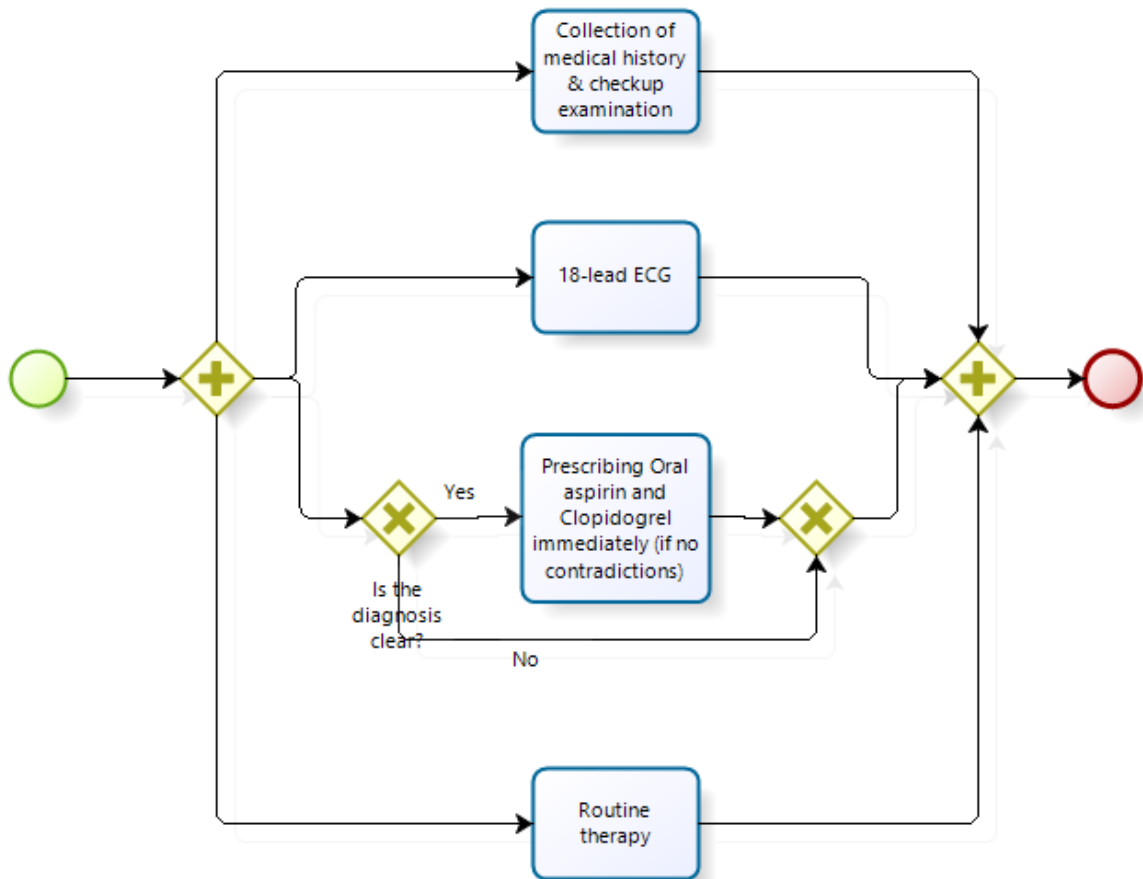 Collection of
medical history
& checkup
examination
18-lead ECG
Yes
Prescribing Oral
aspirin and
Clopidogrel
immediately (if no
contradictions)
Is the
diagnosis
clear?
No
Routine
therapy